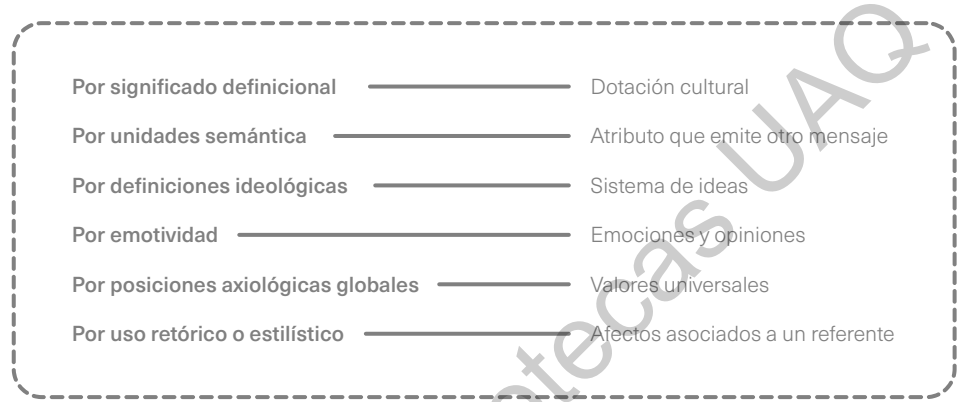 Por significado definicional Dotación cultural
Por unidades semántica Atributo que emite otro mensaje
Por definiciones ideológicas Sistema de ideas
Por emotividad Emociones y opiniones
Por posiciones axiológicas globales Valores universales
Por uso retórico o estilístico Afectos asociados a un referente
UAQ